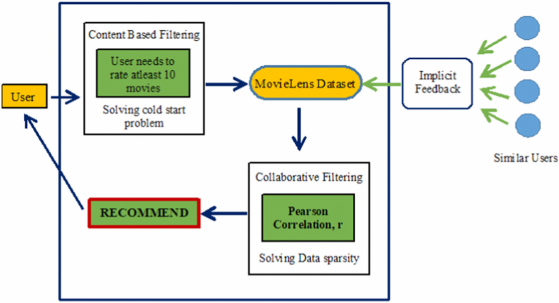 Content Based Filtering
User needs to
rate atleast 10
movies
Solving cold start
problem
User
MovieLens Dataset
Implicit
Feedback
Similar Users
Collaborative Filtering
Pearson
Correlation, r
Solving Data sparsity
RECOMMEND